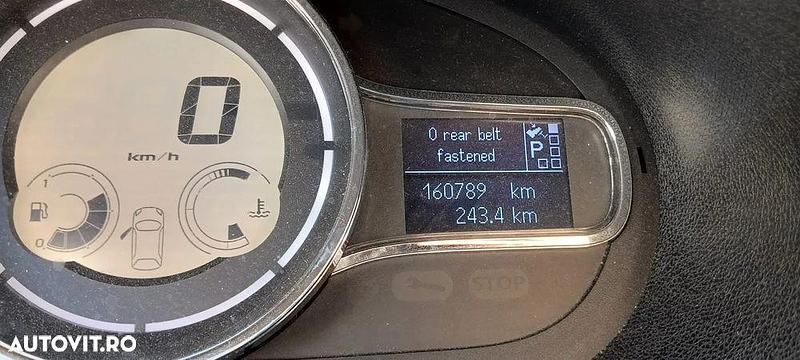 0
km/h
1
0
0 rear belt
fastened
P
160789 km
243.4 km
STOP
AUTOVIT.RO